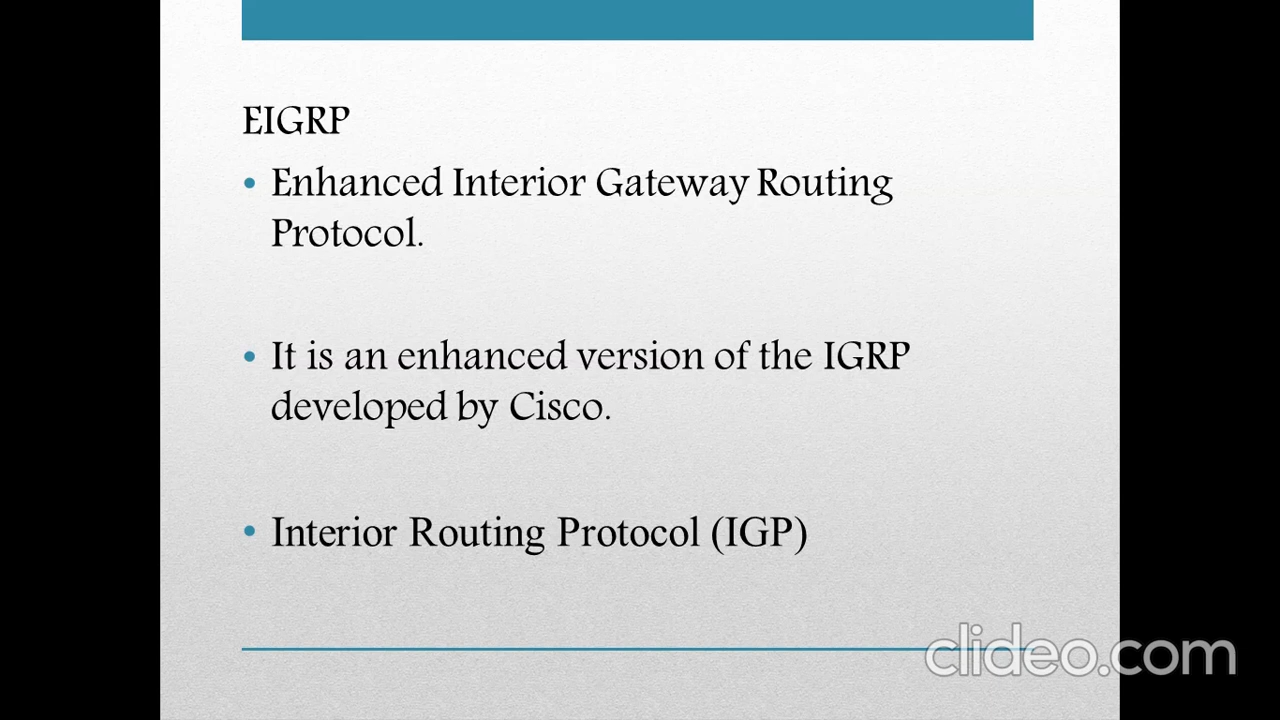 EIGRP
• Enhanced Interior Gateway Routing
Protocol.
• It is an enhanced version of the IGRP
developed by Cisco.
• Interior Routing Protocol (IGP)
clideo.com